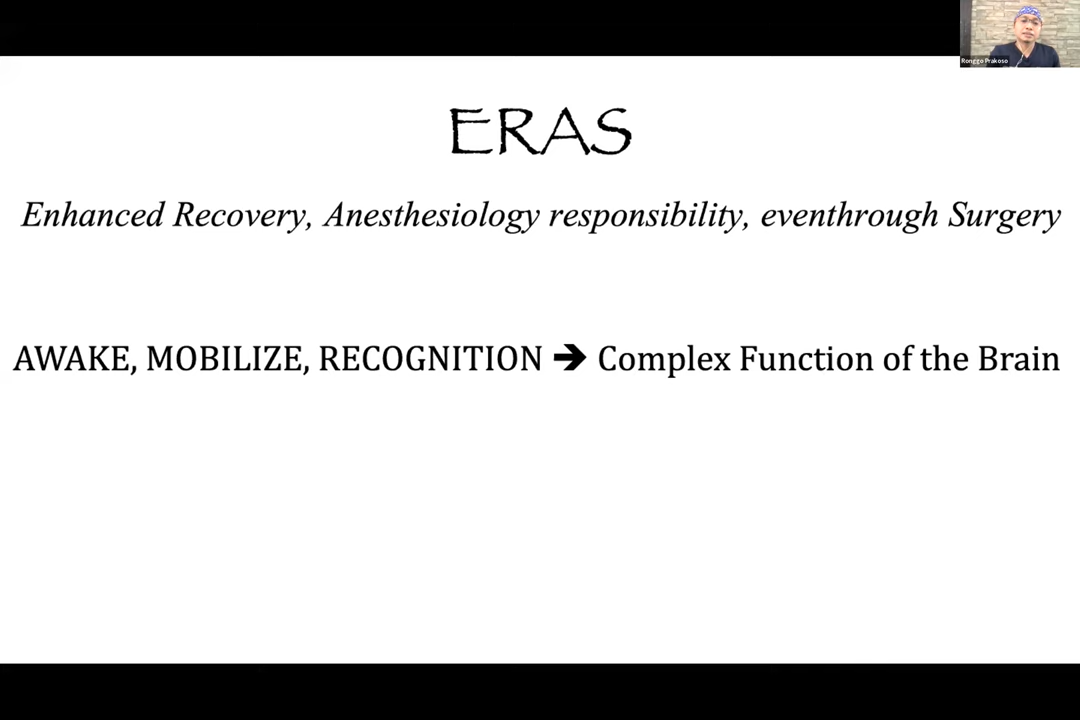 Ronggo Prakoso
ERAS
Enhanced Recovery, Anesthesiology responsibility, eventhrough Surgery
AWAKE, MOBILIZE, RECOGNITION ➔ Complex Function of the Brain